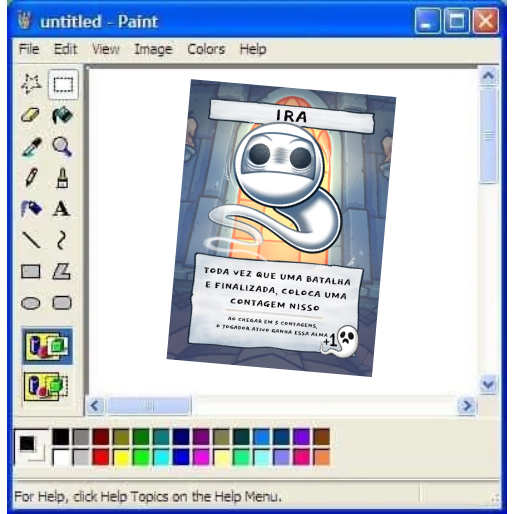 untitled - Paint
File Edit View Image Colors Help
A
IRA
TODA VEZ QUE UMA BATALHA
E FINALIZADA, COLOCA UMA
CONTAGEM NISSO
AO CHEGAR EM 5 CONTAGENS,
O JOGADOR ATIVO GANHA ESSA ALMA
+1
For Help, click Help Topics on the Help Menu.